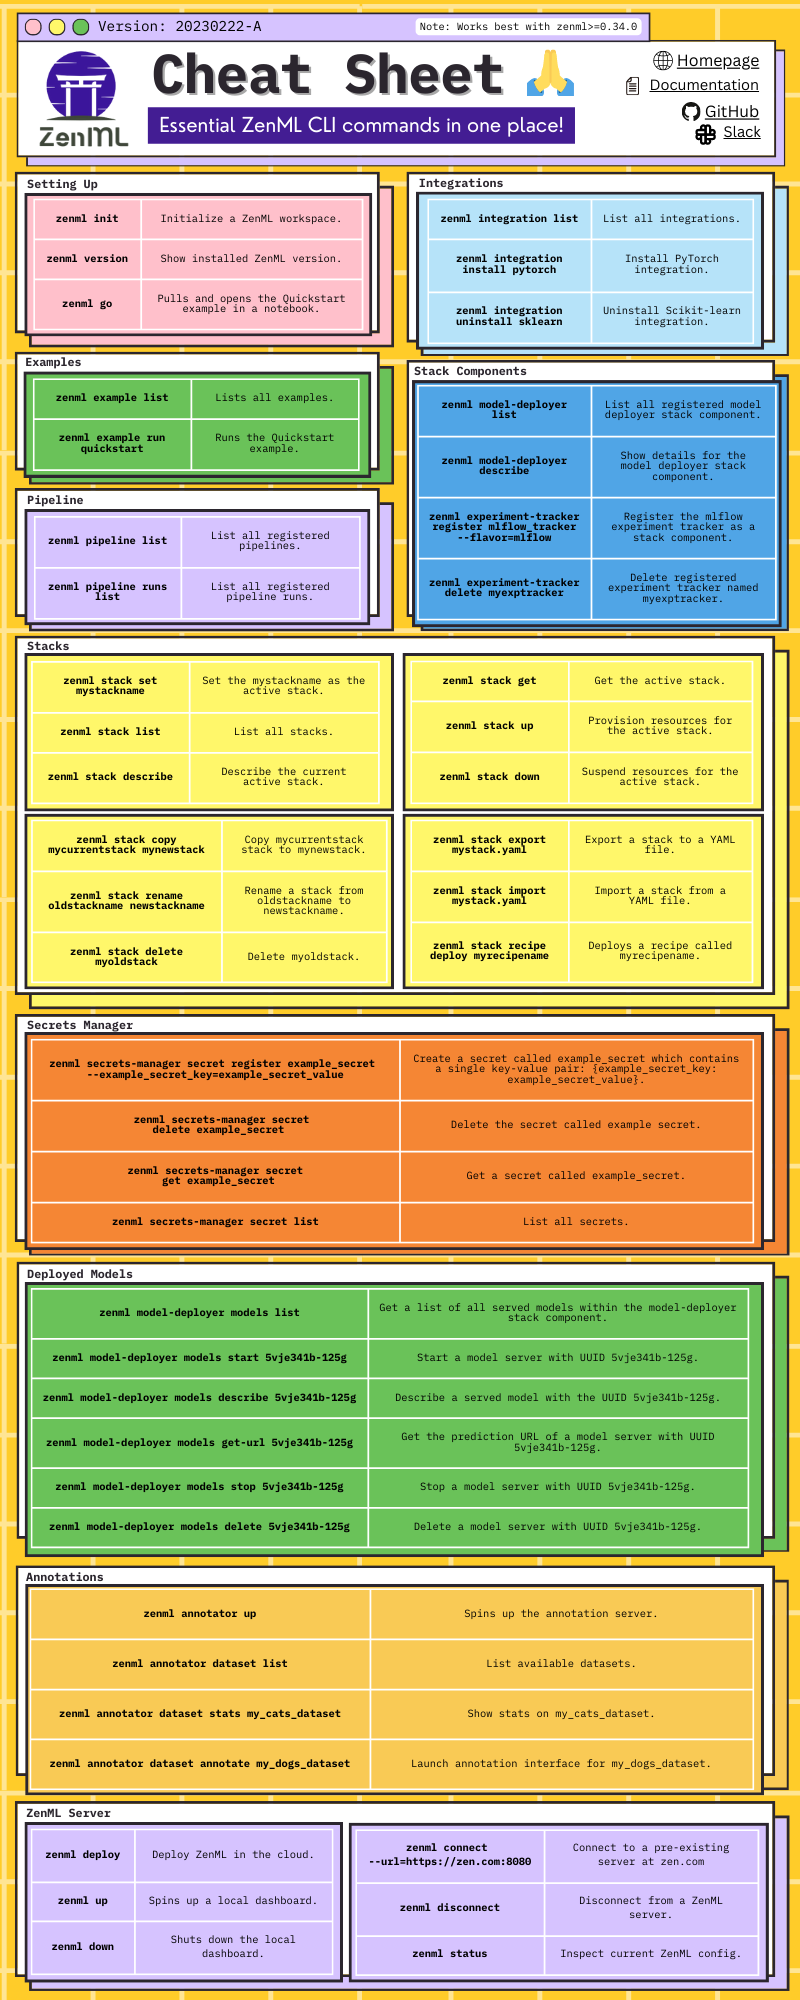 Version: 20230222-A
Note: Works best with zenml>=0.34.0
ZenML
Cheat Sheet
Essential ZenML CLI commands in one place!
Homepage
Documentation
GitHub
Slack
Setting Up
zenml init
Initialize a ZenML workspace.
zenml version
Show installed ZenML version.
zenml go
Pulls and opens the Quickstart
example in a notebook.
Integrations
zenml integration list
List all integrations.
zenml integration
install pytorch
Install PyTorch
integration.
zenml integration
uninstall sklearn
Uninstall Scikit-learn
integration.
Examples
zenml example list
Lists all examples.
zenml example run
quickstart
Runs the Quickstart
example.
Stack Components
zenml model-deployer
list
List all registered model
deployer stack component.
zenml model-deployer
describe
Show details for the
model deployer stack
component.
zenml experiment-tracker
register mlflow_tracker
--flavor=mlflow
Register the mlflow
experiment tracker as a
stack component.
zenml experiment-tracker
delete myexptracker
Delete registered
experiment tracker named
myexptracker.
Pipeline
zenml pipeline list
List all registered
pipelines.
zenml pipeline runs
list
List all registered
pipeline runs.
Stacks
zenml stack set
mystackname
Set the mystackname as the
active stack.
zenml stack list
List all stacks.
zenml stack describe
Describe the current
active stack.
zenml stack get
Get the active stack.
zenml stack up
Provision resources for
the active stack.
zenml stack down
Suspend resources for the
active stack.
zenml stack copy
mycurrentstack mynewstack
Copy mycurrentstack
stack to mynewstack.
zenml stack rename
oldstackname newstackname
Rename a stack from
oldstackname to
newstackname.
zenml stack delete
myoldstack
Delete myoldstack.
zenml stack export
mystack.yaml
Export a stack to a YAML
file.
zenml stack import
mystack.yaml
Import a stack from a
YAML file.
zenml stack recipe
deploy myrecipename
Deploys a recipe called
myrecipename.
Secrets Manager
zenml secrets-manager secret register example_secret
--example_secret_key=example_secret_value
Create a secret called example_secret which contains
a single key-value pair: {example_secret_key:
example_secret_value}.
zenml secrets-manager secret
delete example_secret
Delete the secret called example secret.
zenml secrets-manager secret
get example_secret
Get a secret called example_secret.
zenml secrets-manager secret list
List all secrets.
Deployed Models
zenml model-deployer models list
Get a list of all served models within the model-deployer
stack component.
zenml model-deployer models start 5vje341b-125g
Start a model server with UUID 5vje341b-125g.
zenml model-deployer models describe 5vje341b-125g
Describe a served model with the UUID 5vje341b-125g.
zenml model-deployer models get-url 5vje341b-125g
Get the prediction URL of a model server with UUID
5vje341b-125g.
zenml model-deployer models stop 5vje341b-125g
Stop a model server with UUID 5vje341b-125g.
zenml model-deployer models delete 5vje341b-125g
Delete a model server with UUID 5vje341b-125g.
Annotations
zenml annotator up
Spins up the annotation server.
zenml annotator dataset list
List available datasets.
zenml annotator dataset stats my_cats_dataset
Show stats on my_cats_dataset.
zenml annotator dataset annotate my_dogs_dataset
Launch annotation interface for my_dogs_dataset.
ZenML Server
zenml deploy
Deploy ZenML in the cloud.
zenml up
Spins up a local dashboard.
zenml down
Shuts down the local
dashboard.
zenml connect
--url=https://zen.com:8080
Connect to a pre-existing
server at zen.com
zenml disconnect
Disconnect from a ZenML
server.
zenml status
Inspect current ZenML config.